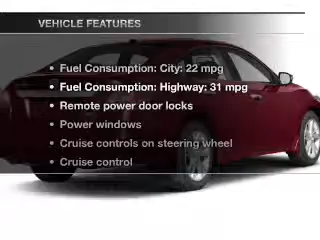 VEHICLE FEATURES
• Fuel Consumption: City: 22 mpg
• Fuel Consumption: Highway: 31 mpg
• Remote power door locks
• Power windows
• Cruise controls on steering wheel
• Cruise control